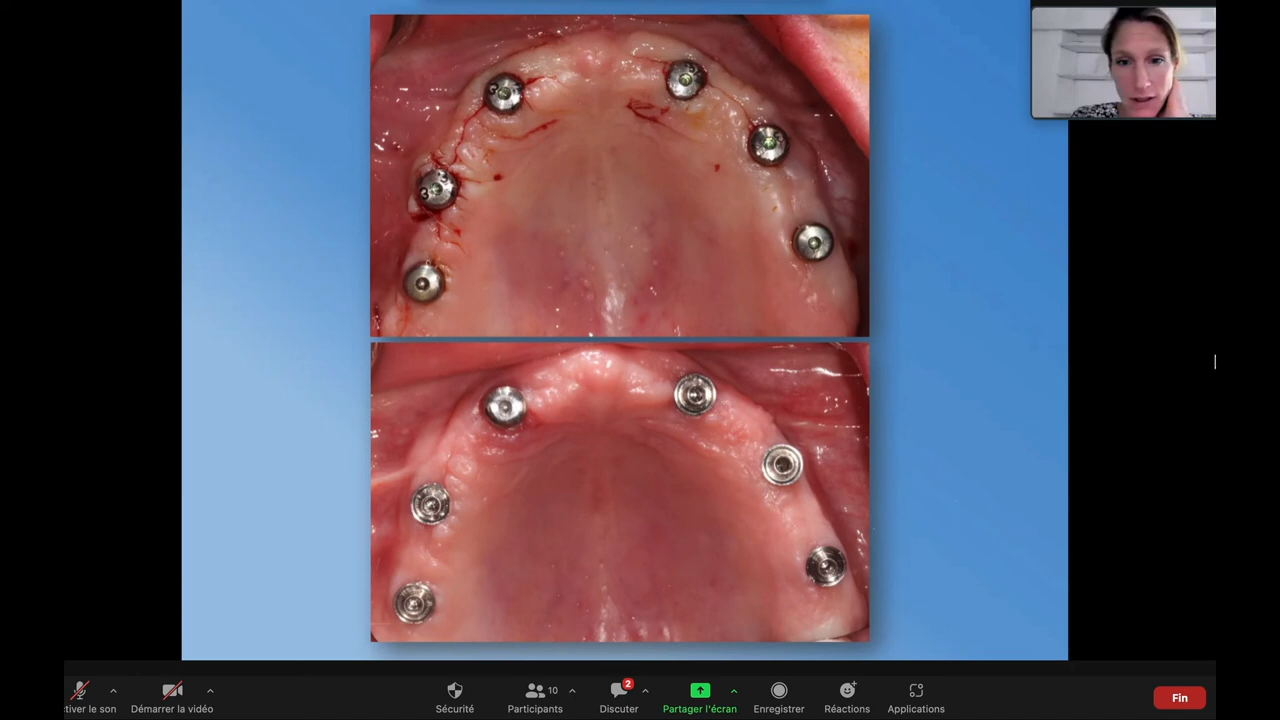 tiver le son
Démarrer la vidéo
Sécurité
10
Participants
2
Discuter
Partager l'écran
Enregistrer
Réactions
Applications
Fin